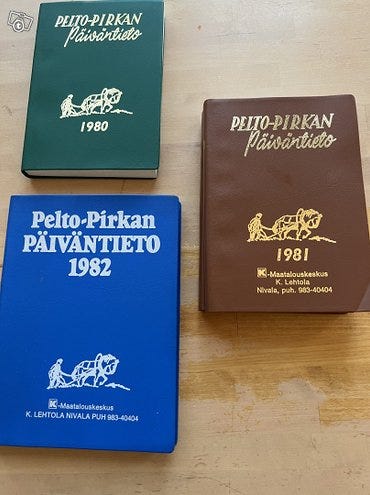 PELTO-PIRKAN
Päiväntieto
1980
PELTO-PIRKAN
Päiväntieto
1981
K-Maatalouskeskus
K. Lehtola
Nivala, puh. 983-40404
Pelto-Pirkan
PÄIVÄNTIETO
1982
K-Maatalouskeskus
K. LEHTOLA NIVALA PUH 983-40404